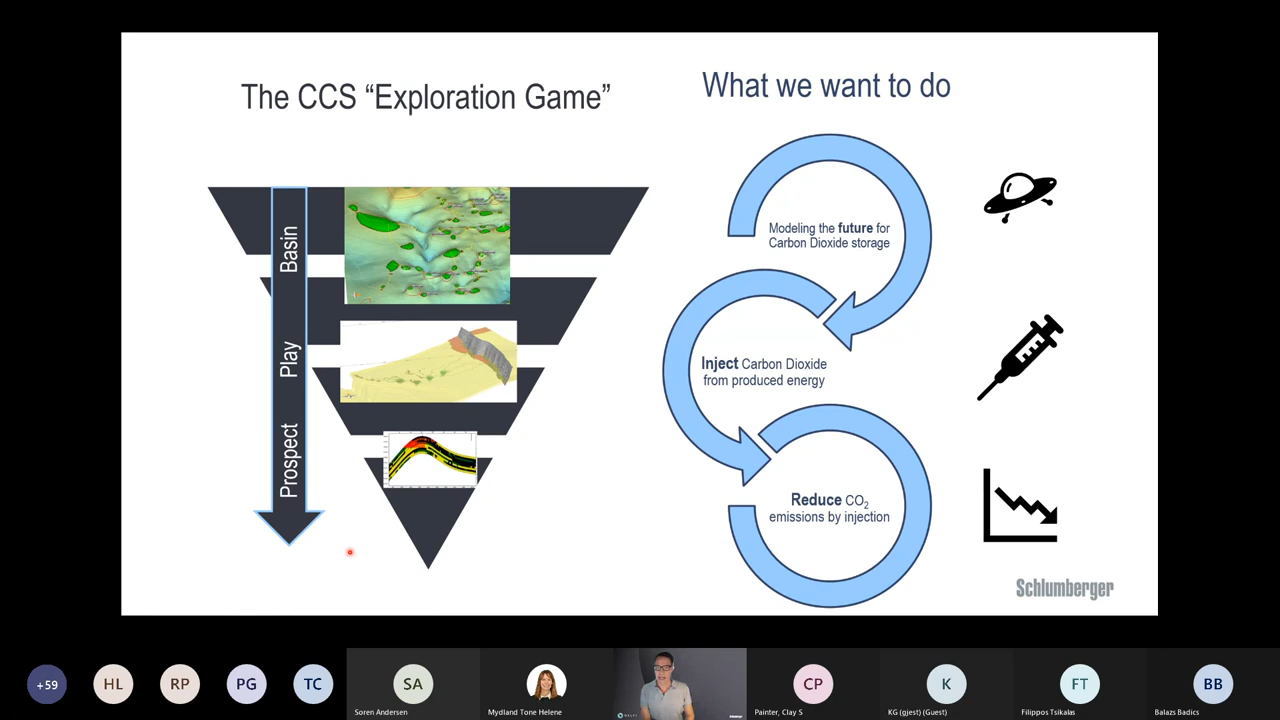 The CCS “Exploration Game”
What we want to do
Basin
Play
Prospect
Modeling the future for
Carbon Dioxide storage
Inject Carbon Dioxide
from produced energy
Reduce CO₂
emissions by injection
Schlumberger
+59
HL
RP
PG
TC
SA
Soren Andersen
Mydland Tone Helene
CP
Painter, Clay S
K
KG (gjest) (Guest)
FT
Filippos Tsikalas
BB
Balazs Badics